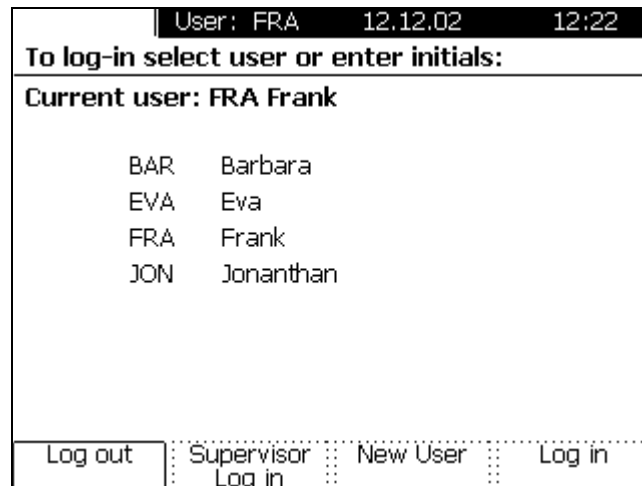 User: FRA 12.12.02 12:22
To log-in select user or enter initials:
Current user: FRA Frank
BAR Barbara
EVA Eva
FRA Frank
JON Jonanthan
Log out Supervisor Log in New User Log in